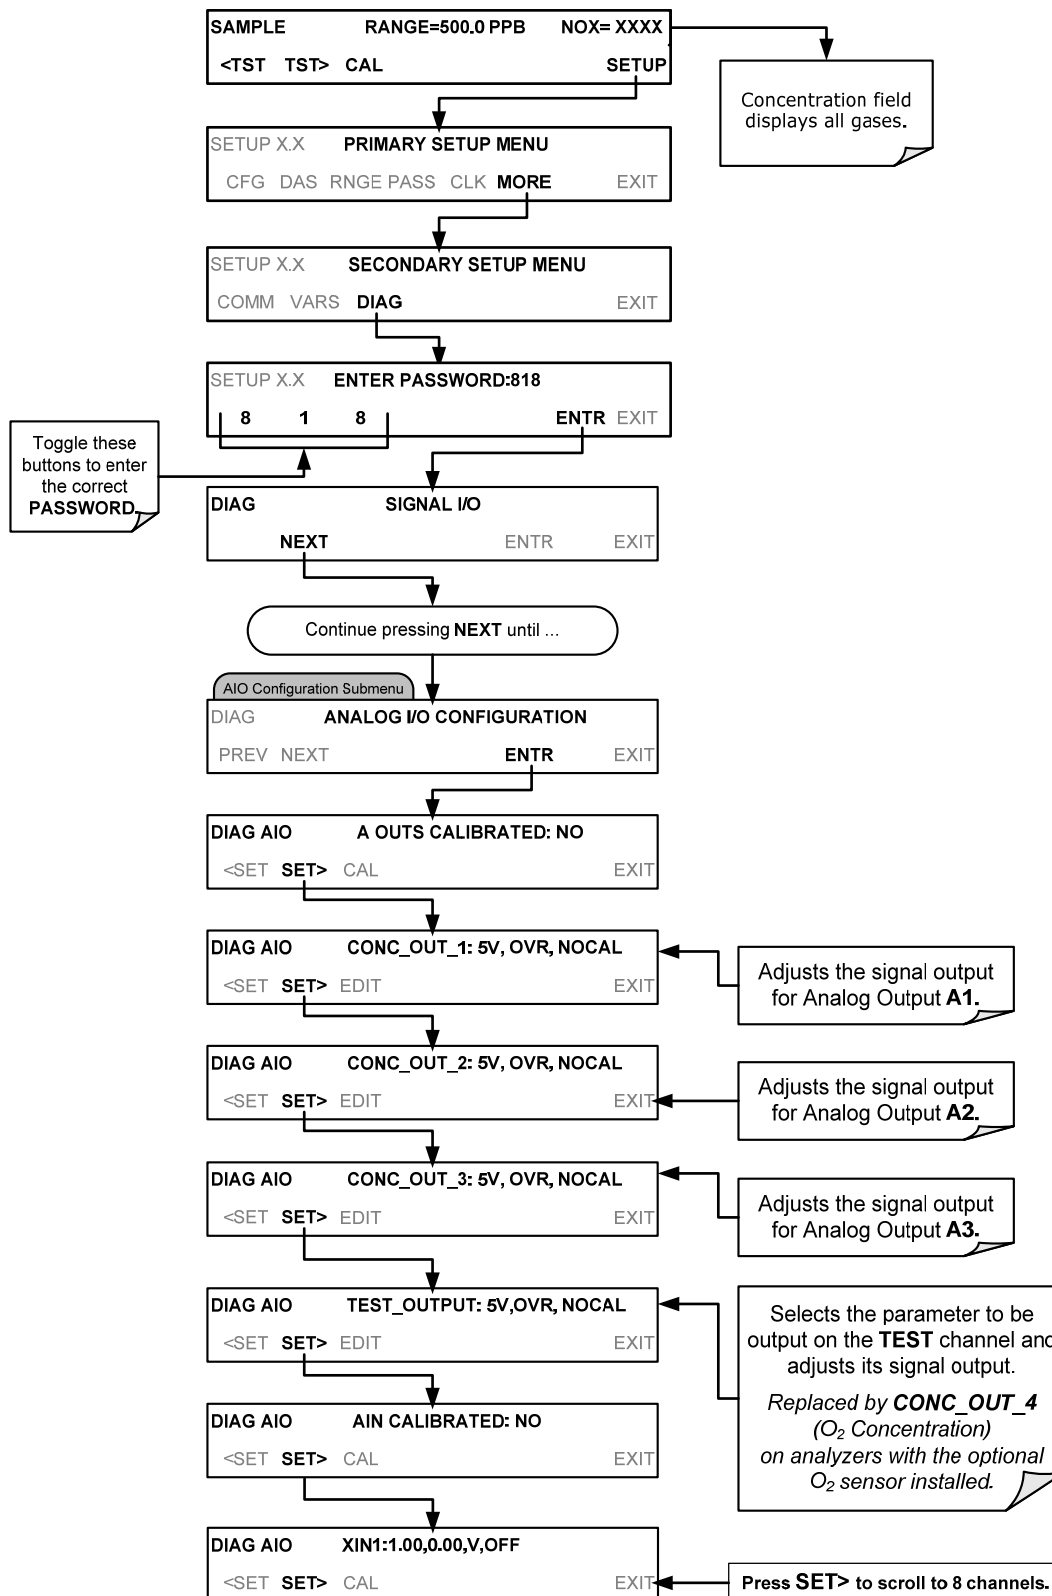 SAMPLE RANGE=500.0 PPB NOX= XXXX
<TST TST> CAL SETUP
Concentration field
displays all gases.
SETUP X.X PRIMARY SETUP MENU
CFG DAS RNGE PASS CLK MORE EXIT
SETUP X.X SECONDARY SETUP MENU
COMM VARS DIAG EXIT
SETUP X.X ENTER PASSWORD:818
8 1 8 ENTR EXIT
Toggle these
buttons to enter
the correct
PASSWORD.
DIAG SIGNAL I/O
NEXT ENTR EXIT
Continue pressing NEXT until ...
AIO Configuration Submenu
DIAG ANALOG I/O CONFIGURATION
PREV NEXT ENTR EXIT
DIAG AIO A OUTS CALIBRATED: NO
<SET SET> CAL EXIT
DIAG AIO CONC_OUT_1: 5V, OVR, NOCAL
<SET SET> EDIT EXIT
Adjusts the signal output
for Analog Output A1.
DIAG AIO CONC_OUT_2: 5V, OVR, NOCAL
<SET SET> EDIT EXIT
Adjusts the signal output
for Analog Output A2.
DIAG AIO CONC_OUT_3: 5V, OVR, NOCAL
<SET SET> EDIT EXIT
Adjusts the signal output
for Analog Output A3.
DIAG AIO TEST_OUTPUT: 5V,OVR, NOCAL
<SET SET> EDIT EXIT
Selects the parameter to be
output on the TEST channel and
adjusts its signal output.
Replaced by CONC_OUT_4
(O₂ Concentration)
on analyzers with the optional
O₂ sensor installed.
DIAG AIO AIN CALIBRATED: NO
<SET SET> CAL EXIT
DIAG AIO XIN1:1.00,0.00,V,OFF
<SET SET> CAL EXIT
Press SET> to scroll to 8 channels.